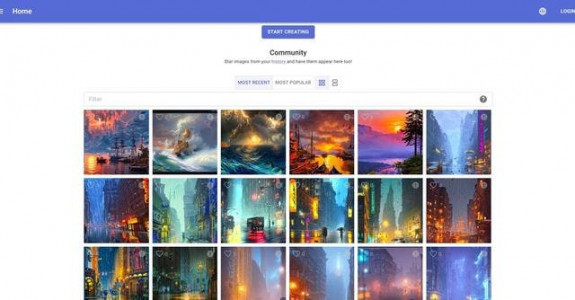 Home
LOGIN
START CREATING
Community
Star images from your history and have them appear here too!
MOST RECENT MOST POPULAR
Filter